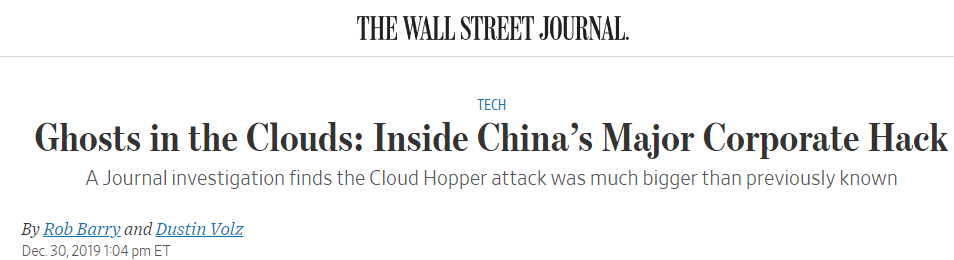 THE WALL STREET JOURNAL.
TECH
Ghosts in the Clouds: Inside China’s Major Corporate Hack
A Journal investigation finds the Cloud Hopper attack was much bigger than previously known
By Rob Barry and Dustin Volz
Dec. 30, 2019 1:04 pm ET